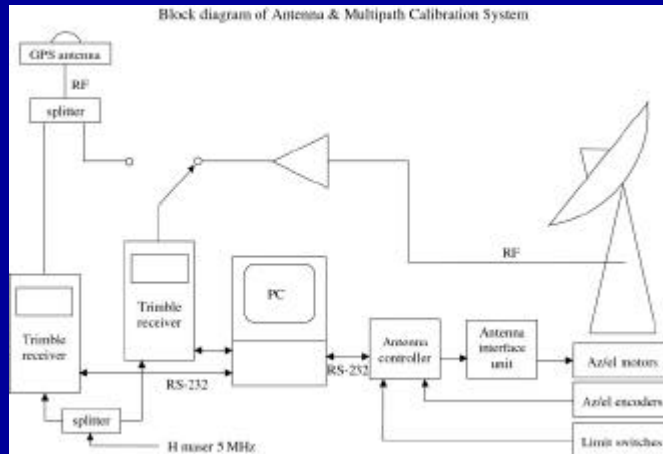 Block diagram of Antenna & Multipath Calibration System
GPS antenna
RF
splitter
RF
Trimble
receiver
PC
Trimble
receiver
Antenna
controller
Antenna
interface
unit
Az/el motors
RS-232
RS-232
Az/el encoders
splitter
H maser 5 MHz
Limit switches